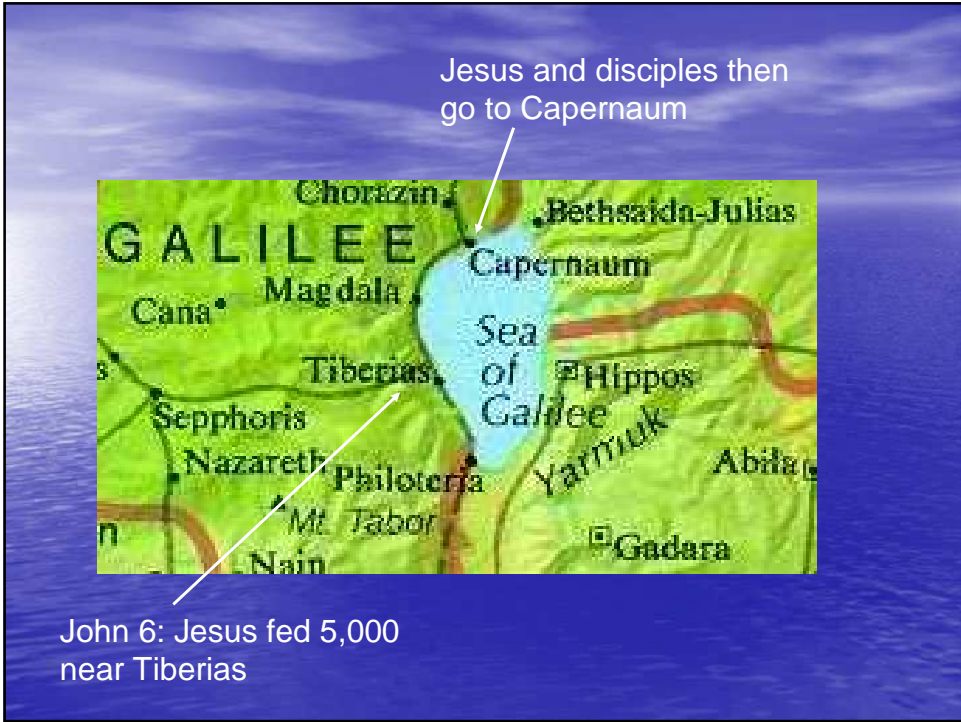 Jesus and disciples then
go to Capernaum
Chorazin
Bethsaida-Julias
GALILEE
Capernaum
Magdala
Cana
Sea
of
Galilee
Tiberias
Hippos
s
Sepphoris
Yarmuk
Nazareth
Philoteria
Abila
Mt. Tabor
n
Gadara
Nain
John 6: Jesus fed 5,000
near Tiberias